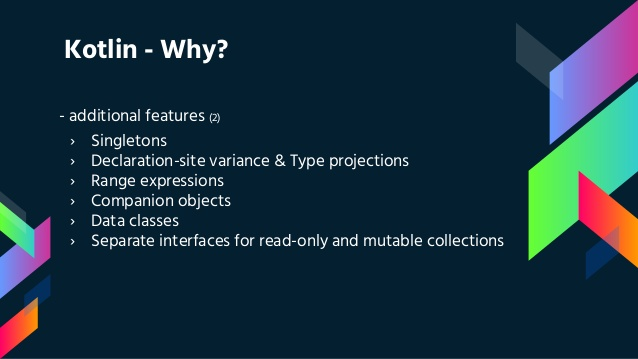 Kotlin - Why?
- additional features (2)
› Singletons
› Declaration-site variance & Type projections
› Range expressions
› Companion objects
› Data classes
› Separate interfaces for read-only and mutable collections